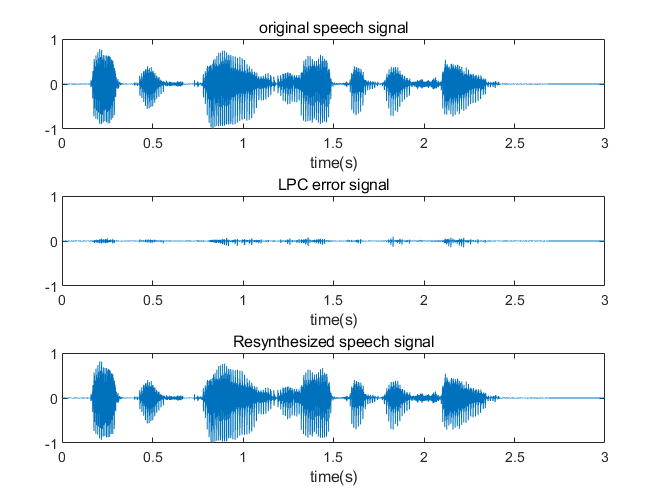 original speech signal
1
0
-1
0 0.5 1 1.5 2 2.5 3
time(s)
LPC error signal
1
0
-1
0 0.5 1 1.5 2 2.5 3
time(s)
Resynthesized speech signal
1
0
-1
0 0.5 1 1.5 2 2.5 3
time(s)